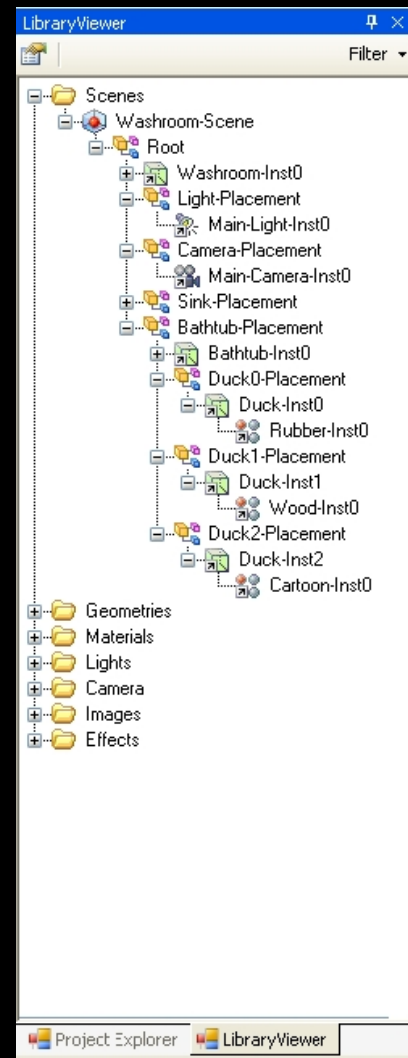 LibraryViewer
Filter
Scenes
Washroom-Scene
Root
Washroom-Inst0
Light-Placement
Main-Light-Inst0
Camera-Placement
Main-Camera-Inst0
Sink-Placement
Bathtub-Placement
Bathtub-Inst0
Duck0-Placement
Duck-Inst0
Rubber-Inst0
Duck1-Placement
Duck-Inst1
Wood-Inst0
Duck2-Placement
Duck-Inst2
Cartoon-Inst0
Geometries
Materials
Lights
Camera
Images
Effects
Project Explorer LibraryViewer